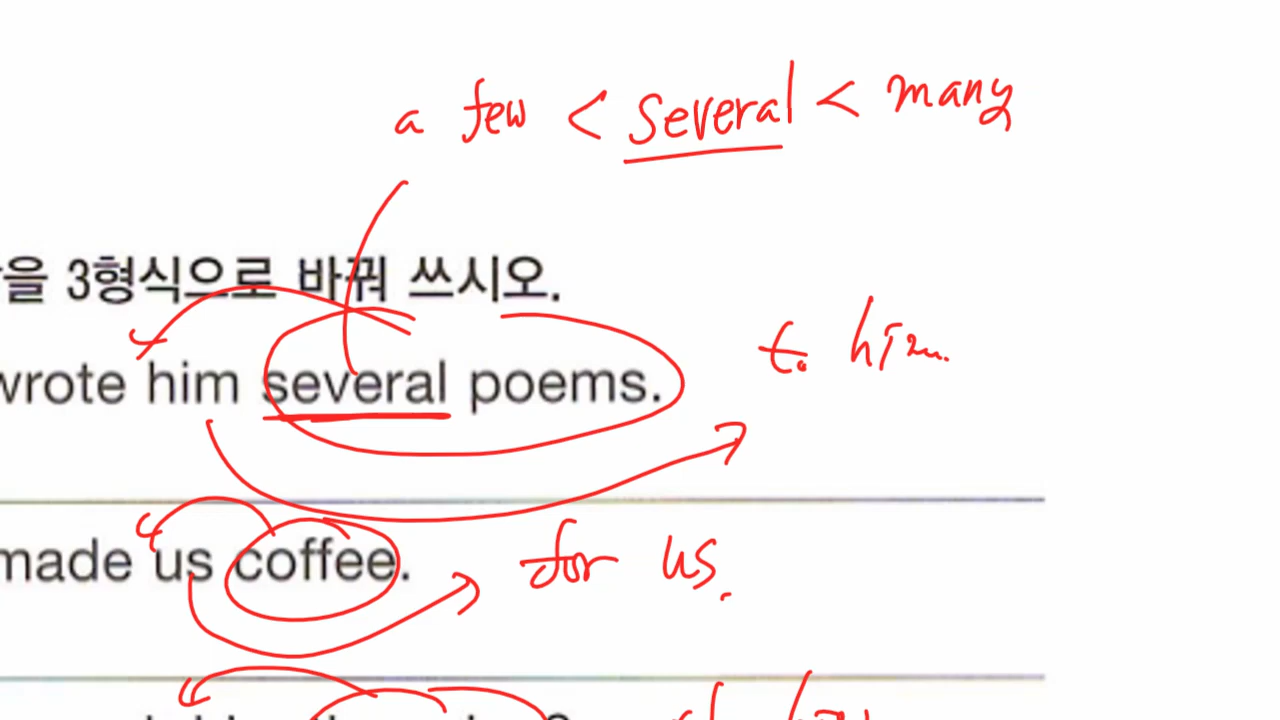 a few < several < many
을 3형식으로 바꿔 쓰시오.
wrote him several poems.
to him.
made us coffee.
for us.